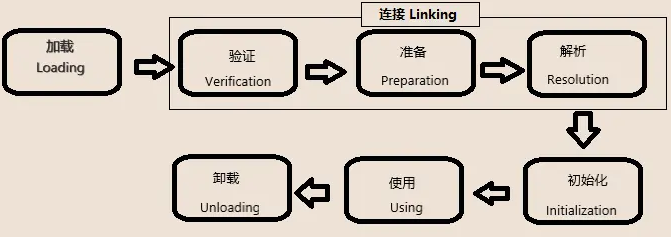 连接 Linking
加载
Loading
验证
Verification
准备
Preparation
解析
Resolution
初始化
Initialization
使用
Using
卸载
Unloading